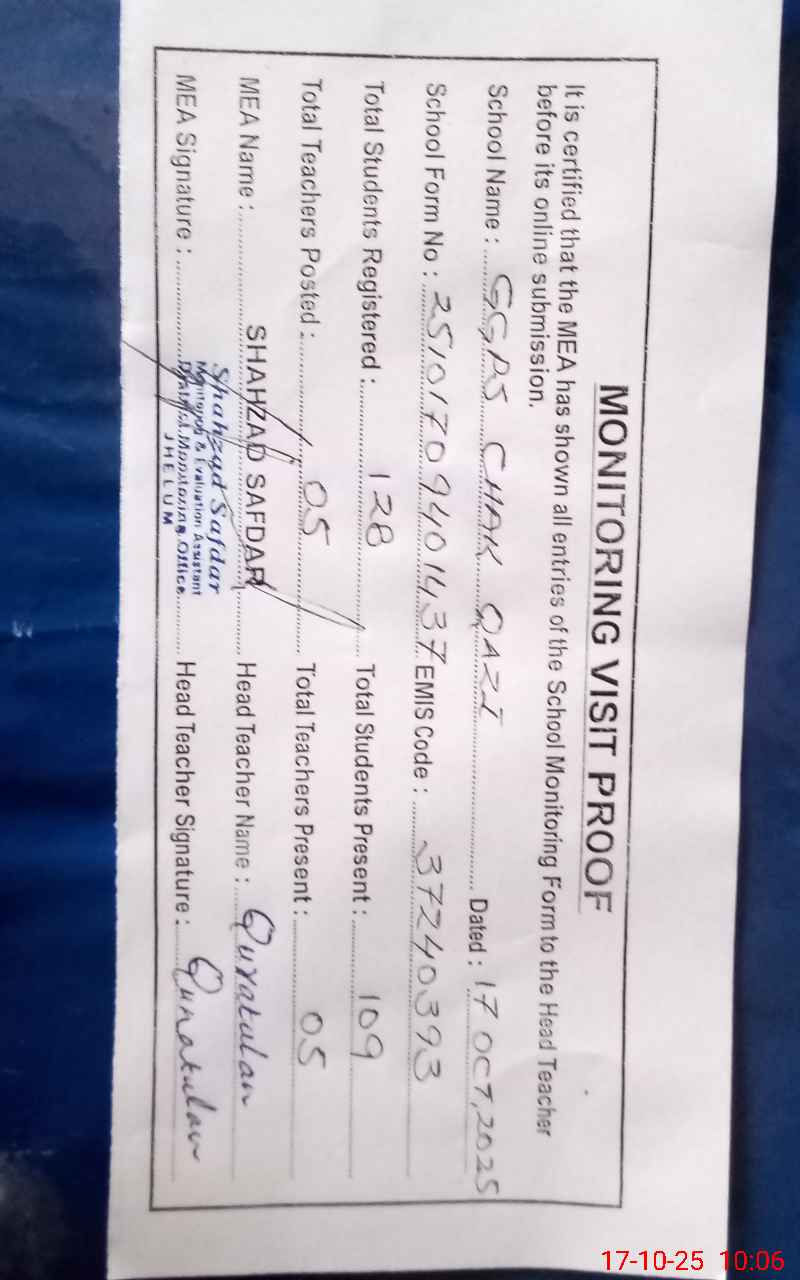 MONITORING VISIT PROOF
It is certified that the MEA has shown all entries of the School Monitoring Form to the Head Teacher
before its online submission.
School Name : GGPS CHAK QAZI Dated : 17 OCT, 2025
School Form No : 2510170940 1437 EMIS Code : 37240393
Total Students Registered : 128 Total Students Present : 109
Total Teachers Posted : 05 Total Teachers Present : 05
MEA Name : SHAHZAD SAFDAR Head Teacher Name : Quratulan
Shahzad Safdar
Monitoring & Evaluation Assistant
District Monitoring Office
JHELUM
MEA Signature : Head Teacher Signature : Quratulan
17-10-25 10:06